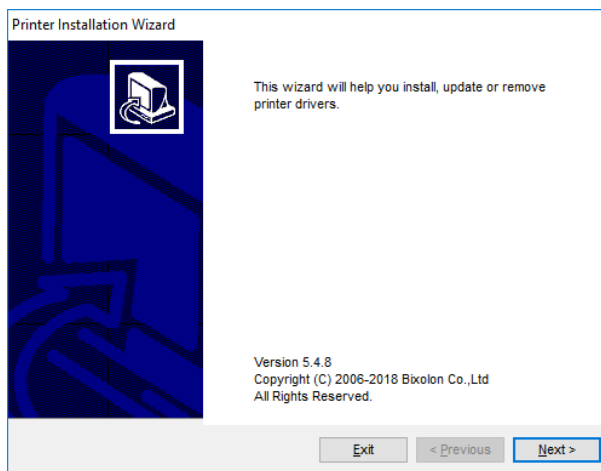 Printer Installation Wizard
This wizard will help you install, update or remove
printer drivers.
Version 5.4.8
Copyright (C) 2006-2018 Bixolon Co.,Ltd
All Rights Reserved.
Exit
< Previous
Next >